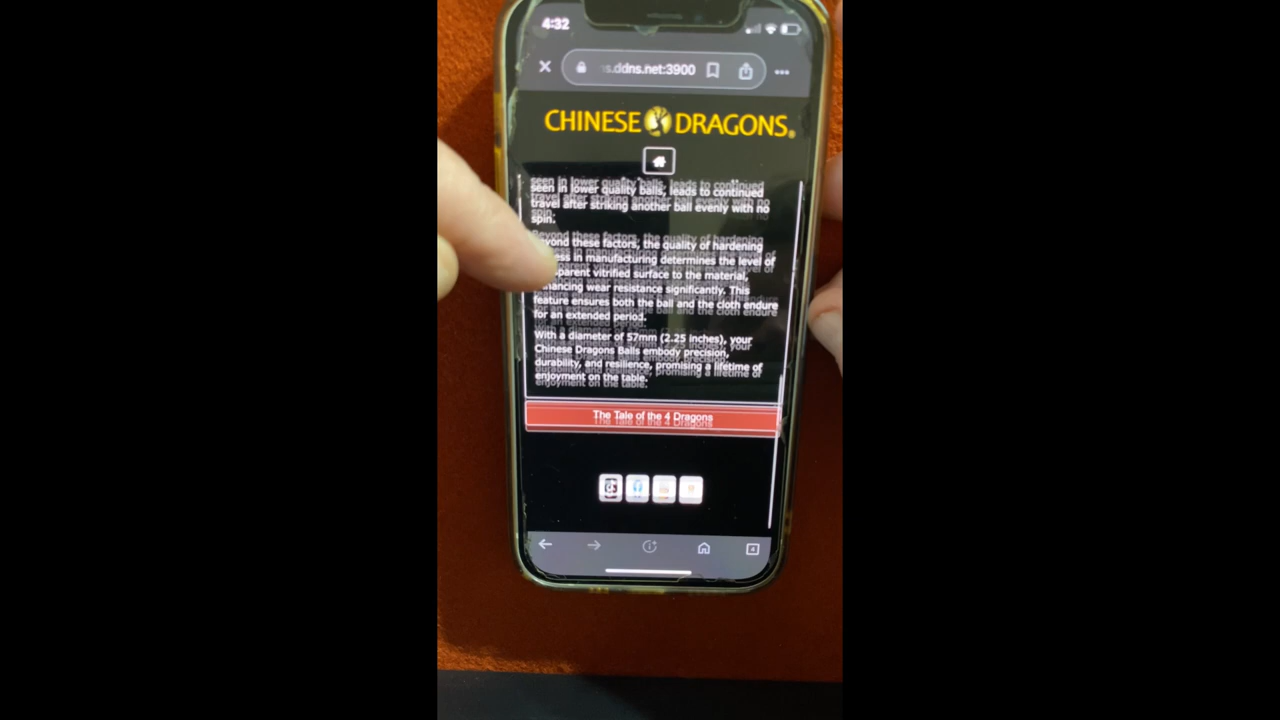 4:32
s.ddns.net:3900
CHINESE DRAGONS®
seen in lower quality balls, leads to continued
travel after striking another ball evenly with no
spin.
these factors, the quality of hardening
in manufacturing determines the level of
vitrified surface to the material,
wear resistance significantly. This
feature ensures both the ball and the cloth endure
for an extended period.
With a diameter of 57mm (2.25 inches), your
Chinese Dragons Balls embody precision,
durability, and resilience, promising a lifetime of
enjoyment on the table.
The Tale of the 4 Dragons
4